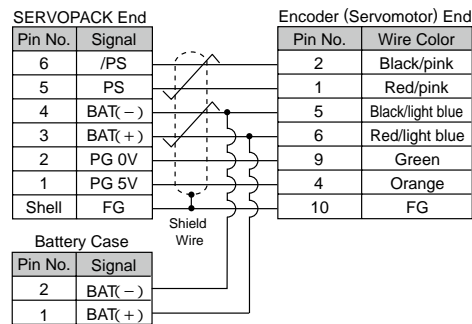 SERVOPACK End
Encoder (Servomotor) End
Pin No. Signal
Pin No. Wire Color
6 /PS
2 Black/pink
5 PS
1 Red/pink
4 BAT(-)
5 Black/light blue
3 BAT(+)
6 Red/light blue
2 PG 0V
9 Green
1 PG 5V
4 Orange
Shell FG
10 FG
Shield
Wire
Battery Case
Pin No. Signal
2 BAT(-)
1 BAT(+)